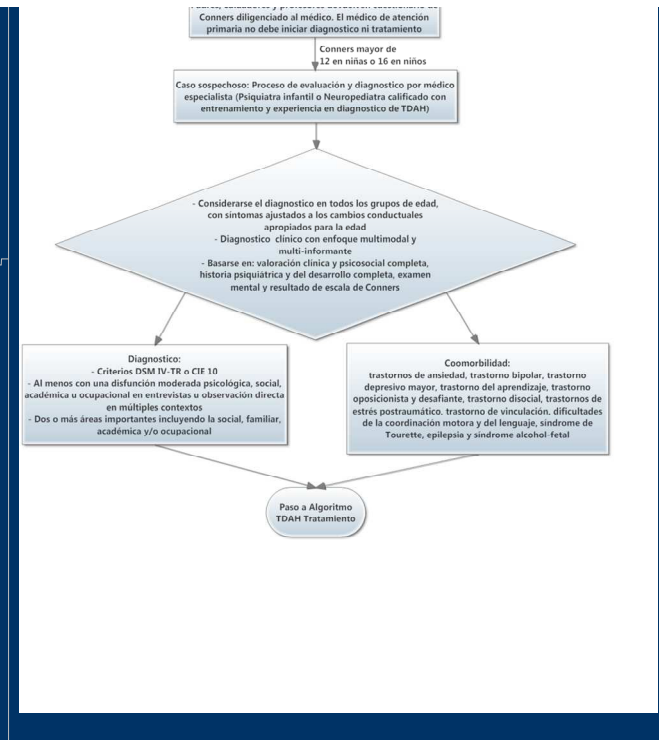 Padres, cuidadores y profesores devuelven cuestionario de
Conners diligenciado al médico. El médico de atención
primaria no debe iniciar diagnostico ni tratamiento
Conners mayor de
12 en niñas o 16 en niños
Caso sospechoso: Proceso de evaluación y diagnostico por médico
especialista (Psiquiatra infantil o Neuropediatra calificado con
entrenamiento y experiencia en diagnostico de TDAH)
- Considerarse el diagnostico en todos los grupos de edad,
con síntomas ajustados a los cambios conductuales
apropiados para la edad
- Diagnostico clínico con enfoque multimodal y
multi-informante
- Basarse en: valoración clínica y psicosocial completa,
historia psiquiátrica y del desarrollo completa, examen
mental y resultado de escala de Conners
Diagnostico:
- Criterios DSM IV-TR o CIE 10
- Al menos con una disfunción moderada psicológica, social,
académica u ocupacional en entrevistas u observación directa
en múltiples contextos
- Dos o más áreas importantes incluyendo la social, familiar,
académica y/o ocupacional
Coomorbilidad:
trastornos de ansiedad, trastorno bipolar, trastorno
depresivo mayor, trastorno del aprendizaje, trastorno
oposicionista y desafiante, trastorno disocial, trastornos de
estrés postraumático, trastorno de vinculación, dificultades
de la coordinación motora y del lenguaje, síndrome de
Tourette, epilepsia y síndrome alcohol-fetal
Paso a Algoritmo
TDAH Tratamiento